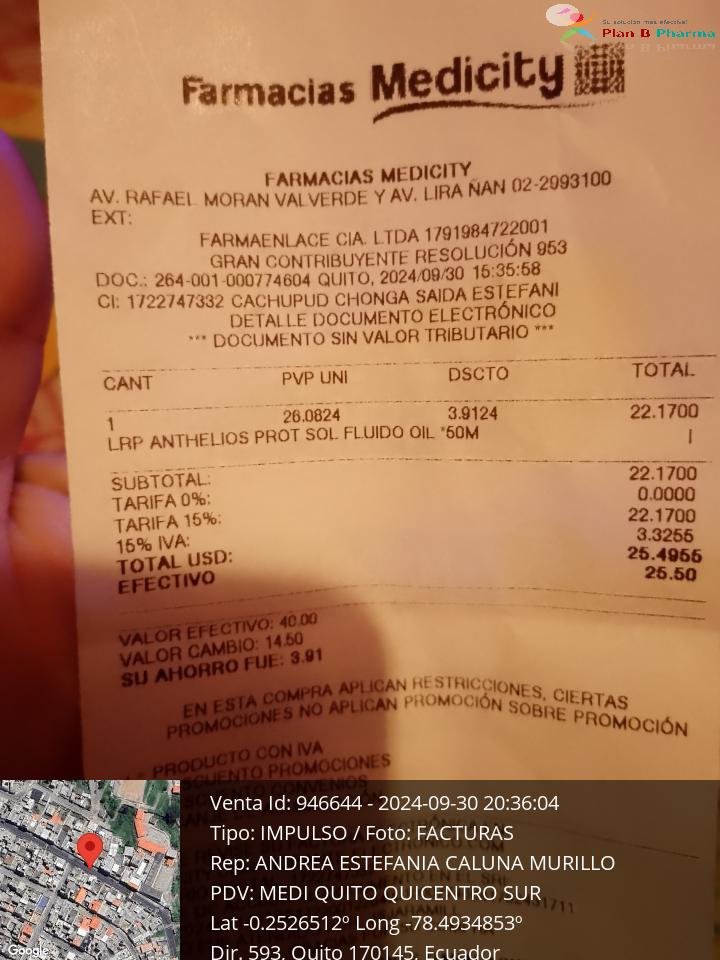 Su solución más efectiva!
Plan B Pharma
Farmacias Medicity
FARMACIAS MEDICITY
AV. RAFAEL MORAN VALVERDE Y AV. LIRA ÑAN 02-2993100
EXT:
FARMAENLACE CIA. LTDA 1791984722001
GRAN CONTRIBUYENTE RESOLUCIÓN 953
DOC.: 264-001-000774604 QUITO, 2024/09/30 15:35:58
CI: 1722747332 CACHUPUD CHONGA SAIDA ESTEFANI
DETALLE DOCUMENTO ELECTRÓNICO
*** DOCUMENTO SIN VALOR TRIBUTARIO ***
CANT PVP UNI DSCTO TOTAL
1 26.0824 3.9124 22.1700
LRP ANTHELIOS PROT SOL FLUIDO OIL *50M I
SUBTOTAL: 22.1700
TARIFA 0%: 0.0000
TARIFA 15%: 22.1700
15% IVA: 3.3255
TOTAL USD: 25.4955
EFECTIVO 25.50
VALOR EFECTIVO: 40.00
VALOR CAMBIO: 14.50
SU AHORRO FUE: 3.91
EN ESTA COMPRA APLICAN RESTRICCIONES, CIERTAS
PROMOCIONES NO APLICAN PROMOCIÓN SOBRE PROMOCIÓN
PRODUCTO CON IVA
PROMOCIONES
CONVENIOS
Venta Id: 946644 - 2024-09-30 20:36:04
Tipo: IMPULSO / Foto: FACTURAS
Rep: ANDREA ESTEFANIA CALUNA MURILLO
PDV: MEDI QUITO QUICENTRO SUR
Lat -0.2526512º Long -78.4934853º
Dir. 593, Quito 170145, Ecuador
Google